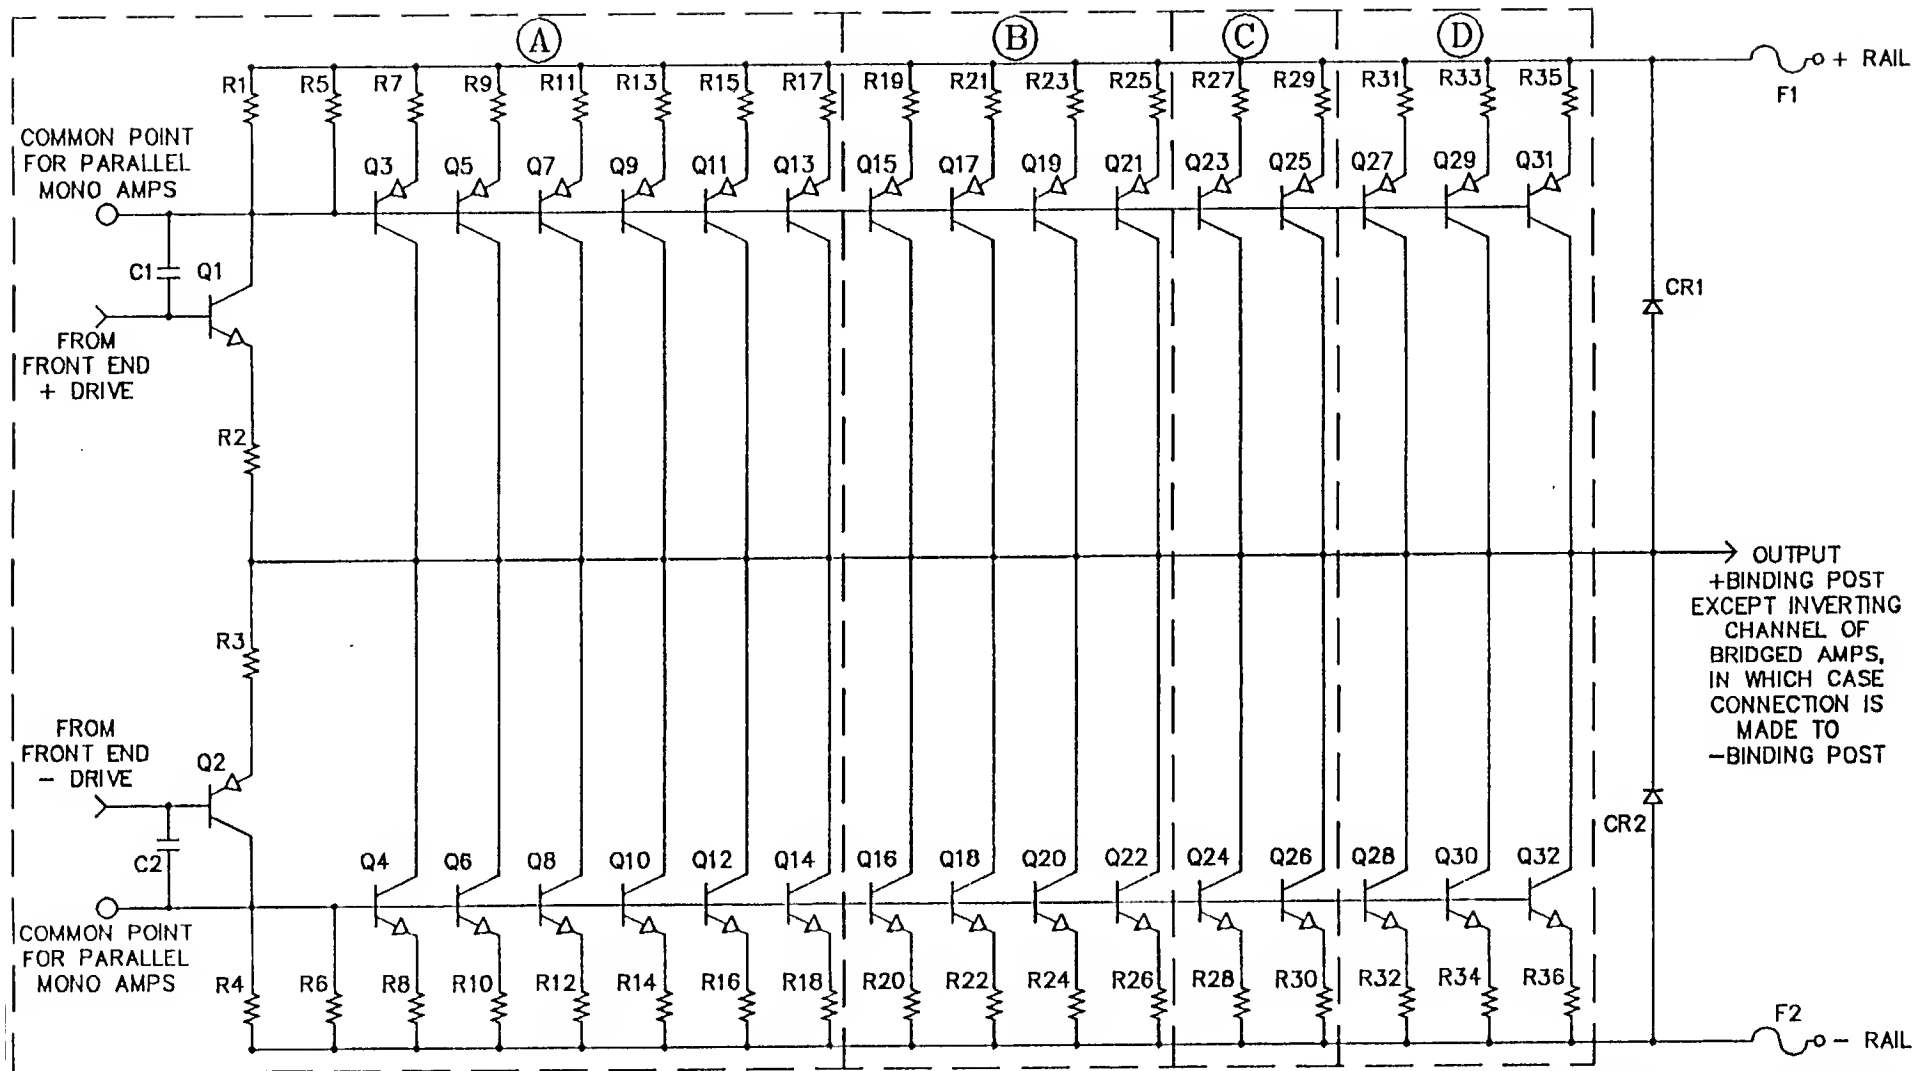 A B C D
R1 R5 R7 R9 R11 R13 R15 R17 R19 R21 R23 R25 R27 R29 R31 R33 R35
+ RAIL
F1
COMMON POINT
FOR PARALLEL
MONO AMPS
Q3 Q5 Q7 Q9 Q11 Q13 Q15 Q17 Q19 Q21 Q23 Q25 Q27 Q29 Q31
C1 Q1
CR1
FROM
FRONT END
+ DRIVE
R2
OUTPUT
+BINDING POST
EXCEPT INVERTING
CHANNEL OF
BRIDGED AMPS,
IN WHICH CASE
CONNECTION IS
MADE TO
-BINDING POST
R3
FROM
FRONT END
- DRIVE
Q2
CR2
C2
Q4 Q6 Q8 Q10 Q12 Q14 Q16 Q18 Q20 Q22 Q24 Q26 Q28 Q30 Q32
COMMON POINT
FOR PARALLEL
MONO AMPS
R4 R6 R8 R10 R12 R14 R16 R18 R20 R22 R24 R26 R28 R30 R32 R34 R36
F2
- RAIL